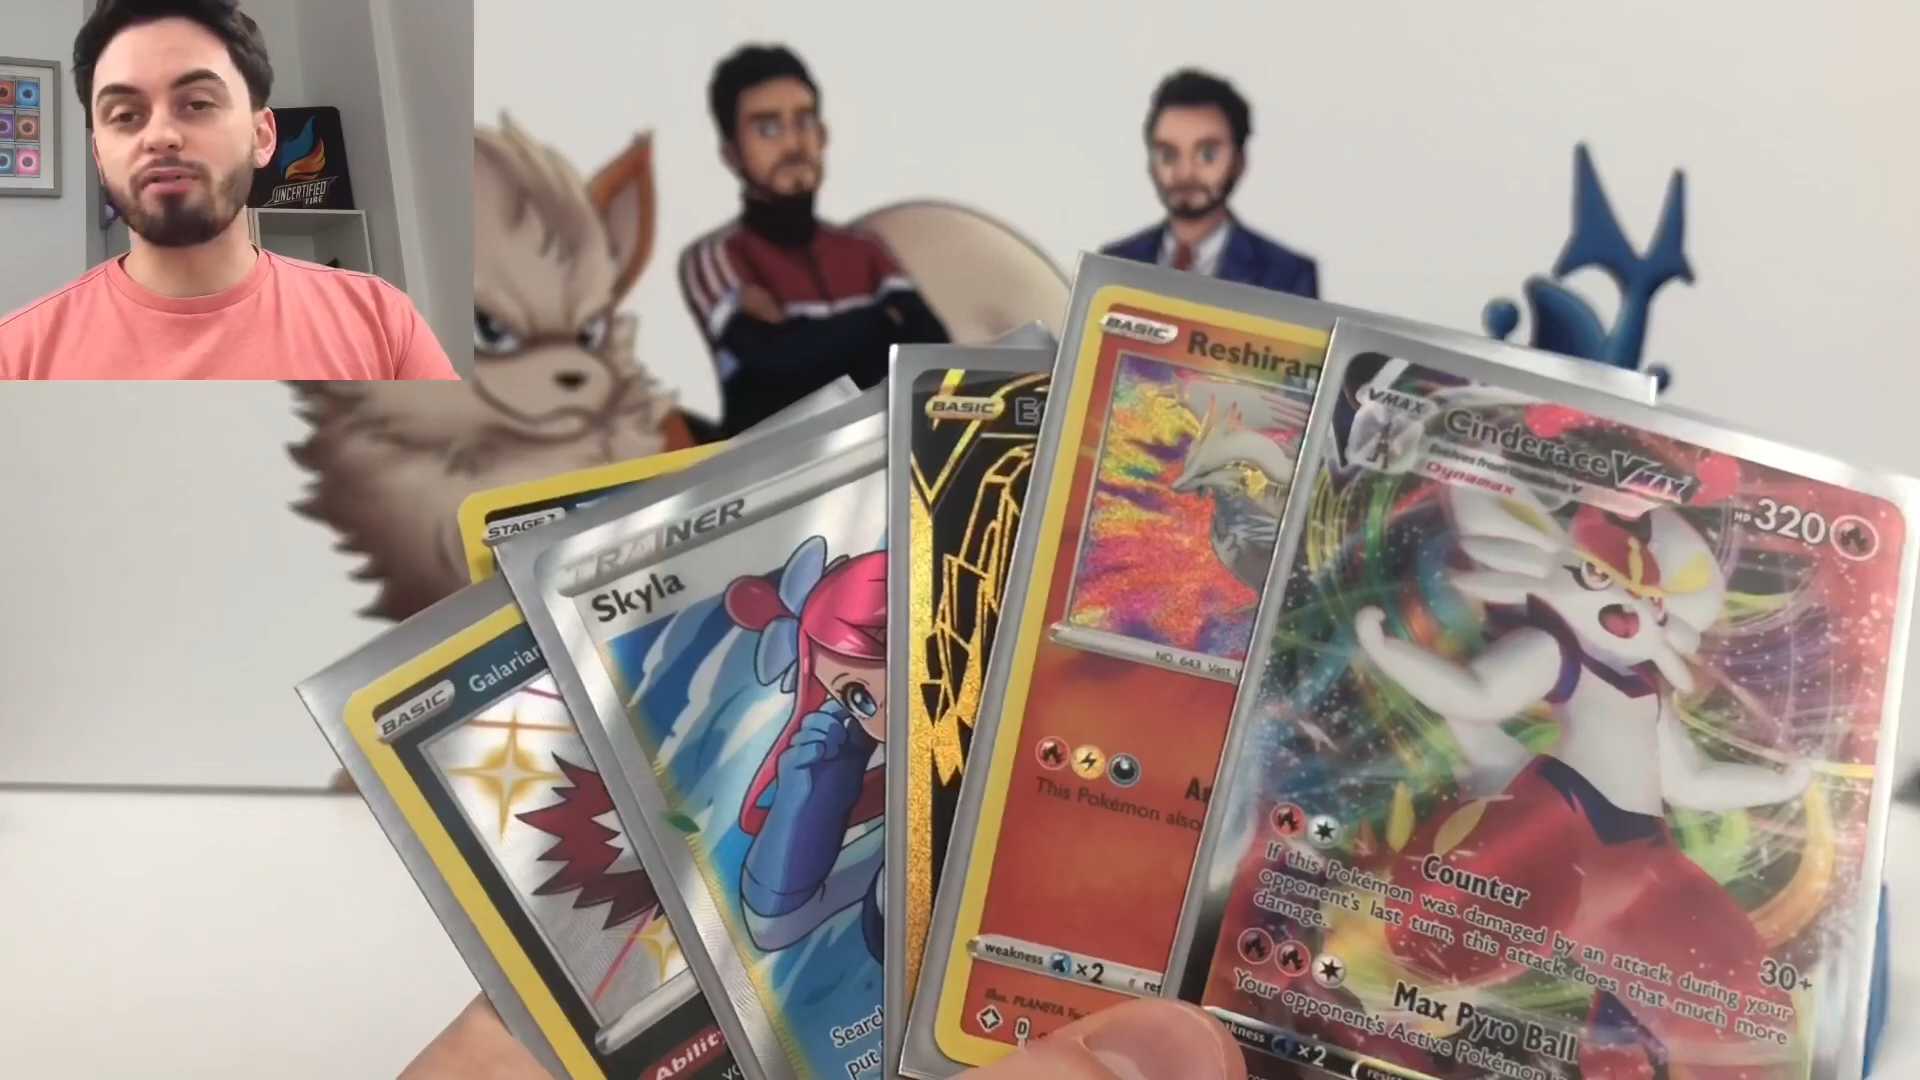 UNCERTIFIED
FIRE
STAGE 1
BASIC
Galarian
Ability
TRAINER
Skyla
Search
put
BASIC
BASIC
Reshiram
NO. 643 Vast
This Pokémon also
weakness ×2
illus. PLANETA
D
VMAX
Cinderace VMAX
Dynamax
HP 320
Counter
30+
If this Pokémon was damaged by an attack during your
opponent's last turn, this attack does that much more
damage.
Max Pyro Ball
Your opponent's Active Pokémon
×2